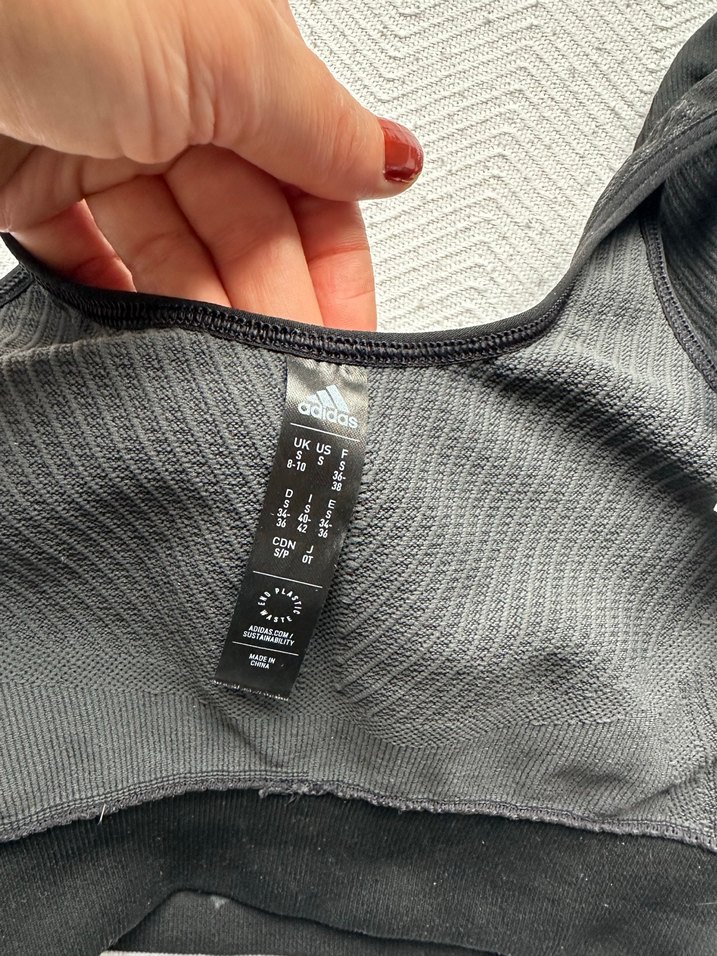 adidas
UK US F
S S S
8-10 36-
38
D I E
S S S
34- 40- 34-
36 42 36
CDN J
S/P OT
END PLASTIC WASTE
ADIDAS.COM/
SUSTAINABILITY
MADE IN
CHINA